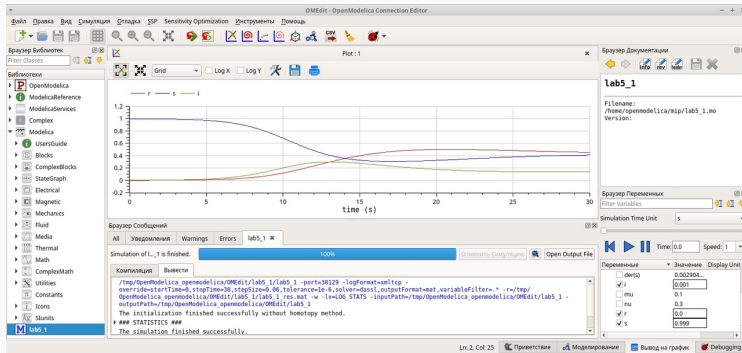 OMEdit - OpenModelica Connection Editor
Файл Правка Вид Симуляция Отладка SSP Sensitivity Optimization Инструменты Помощь
Браузер Библиотек
Filter Classes
Библиотеки
OpenModelica
ModelicaReference
ModelicaServices
Complex
Modelica
UsersGuide
Blocks
ComplexBlocks
StateGraph
Electrical
Magnetic
Mechanics
Fluid
Media
Thermal
Math
ComplexMath
Utilities
Constants
Icons
SIunits
lab5_1
Plot : 1
Grid Log X Log Y
r s i
1.2
1
0.8
0.6
0.4
0.2
0
-0.2
0 5 10 15 20 25 30
time (s)
Браузер Сообщений
All Уведомления Warnings Errors lab5_1
Simulation of l..._1 is finished. 100% Отменить Симуляцию Open Output File
Компиляция Вывести
/tmp/OpenModelica_openmodelica/OMEdit/lab5_1/lab5_1 -port=38129 -logFormat=xmltcp -
override=startTime=0,stopTime=30,stepSize=0.06,tolerance=1e-6,solver=dassl,outputFormat=mat,variableFilter=.* -r=/tmp/
OpenModelica_openmodelica/OMEdit/lab5_1/lab5_1_res.mat -w -lv=LOG_STATS -inputPath=/tmp/OpenModelica_openmodelica/OMEdit/lab5_1 -
outputPath=/tmp/OpenModelica_openmodelica/OMEdit/lab5_1
The initialization finished successfully without homotopy method.
### STATISTICS ###
The simulation finished successfully.
Браузер Документации
lab5_1
Filename:
/home/openmodelica/mip/lab5_1.mo
Version:
Браузер Переменных
Filter Variables
Simulation Time Unit s
Time: 0.0 Speed: 1
Переменные Значение Display Unit
der(s) 0.002904...
i 0.001
mu 0.1
nu 0.3
r 0.0
s 0.999
Ln: 2, Col: 25 Приветствие Моделирование Вывод на график Debugging